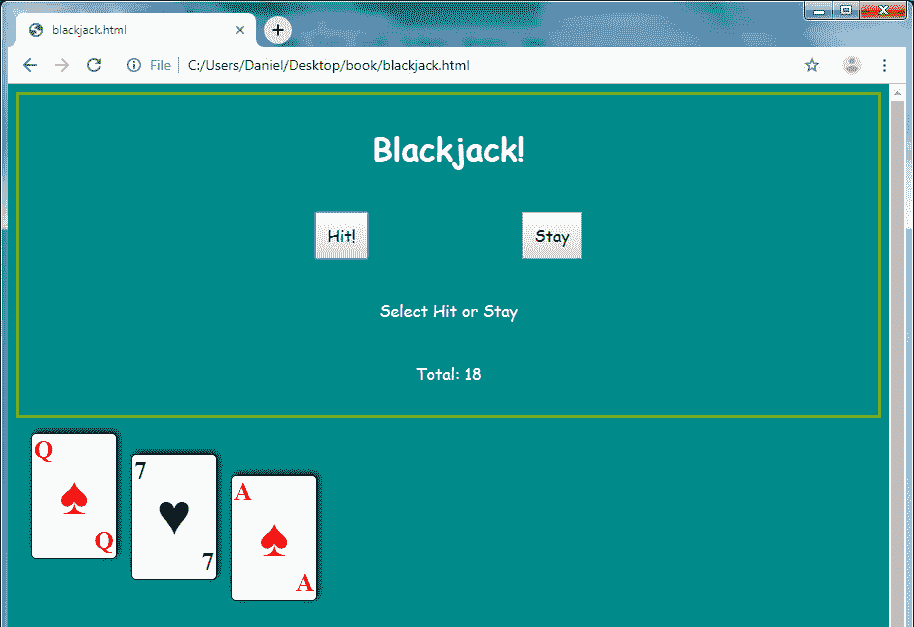 blackjack.html
File C:/Users/Daniel/Desktop/book/blackjack.html
Blackjack!
Hit!
Stay
Select Hit or Stay
Total: 18
Q
Q
7
7
A
A